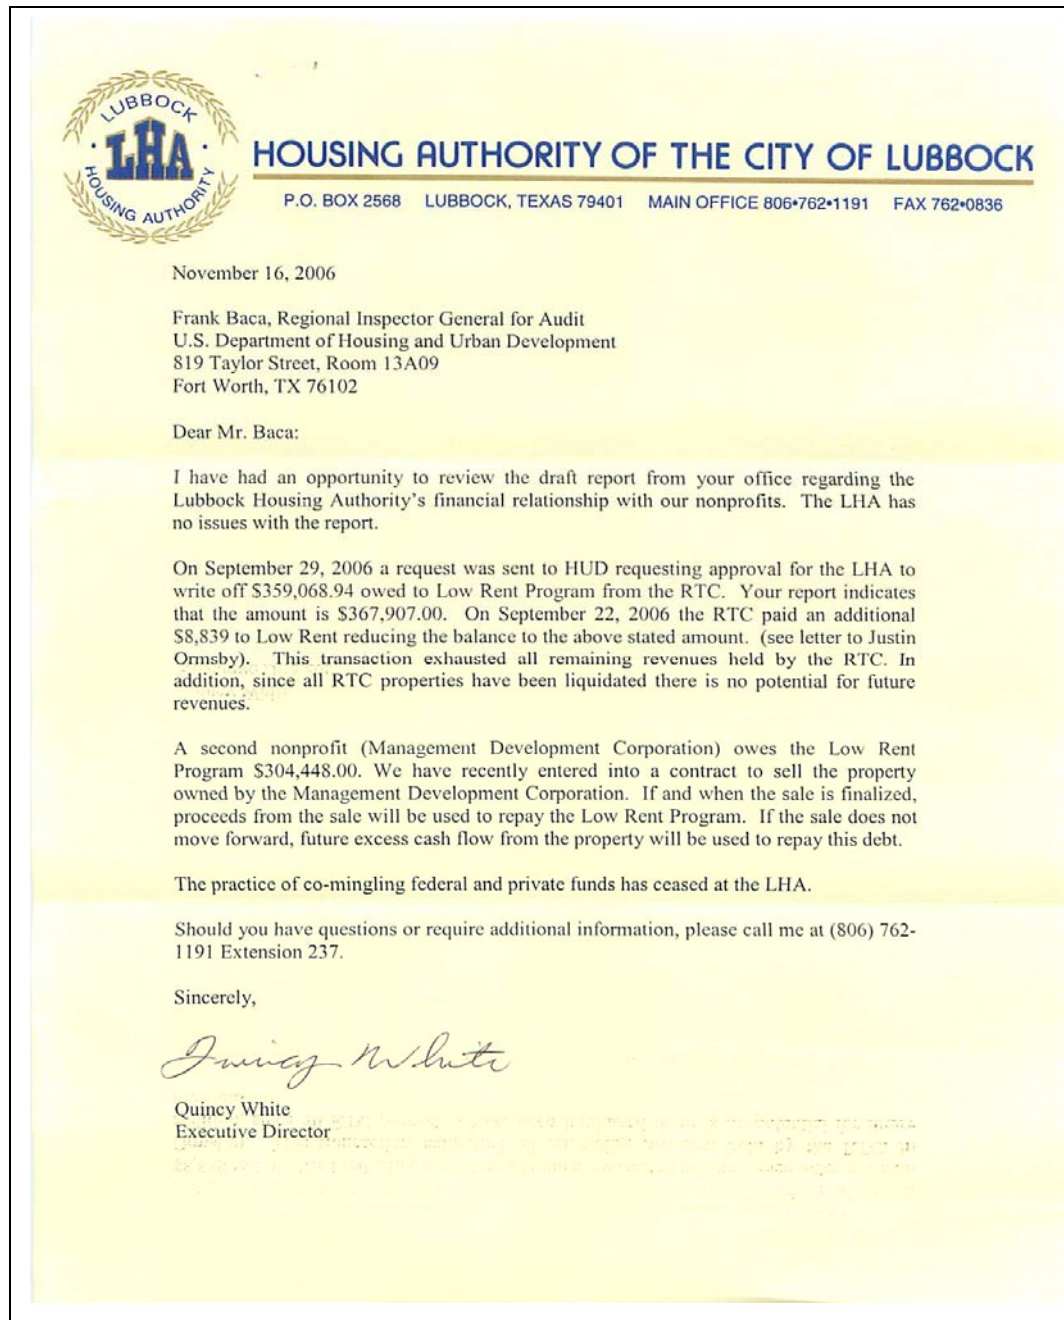 LUBBOCK
LHA
HOUSING AUTHORITY
HOUSING AUTHORITY OF THE CITY OF LUBBOCK
P.O. BOX 2568 LUBBOCK, TEXAS 79401 MAIN OFFICE 806•762•1191 FAX 762•0836
November 16, 2006
Frank Baca, Regional Inspector General for Audit
U.S. Department of Housing and Urban Development
819 Taylor Street, Room 13A09
Fort Worth, TX 76102
Dear Mr. Baca:
I have had an opportunity to review the draft report from your office regarding the
Lubbock Housing Authority's financial relationship with our nonprofits. The LHA has
no issues with the report.
On September 29, 2006 a request was sent to HUD requesting approval for the LHA to
write off $359,068.94 owed to Low Rent Program from the RTC. Your report indicates
that the amount is $367,907.00. On September 22, 2006 the RTC paid an additional
$8,839 to Low Rent reducing the balance to the above stated amount. (see letter to Justin
Ormsby). This transaction exhausted all remaining revenues held by the RTC. In
addition, since all RTC properties have been liquidated there is no potential for future
revenues.
A second nonprofit (Management Development Corporation) owes the Low Rent
Program $304,448.00. We have recently entered into a contract to sell the property
owned by the Management Development Corporation. If and when the sale is finalized,
proceeds from the sale will be used to repay the Low Rent Program. If the sale does not
move forward, future excess cash flow from the property will be used to repay this debt.
The practice of co-mingling federal and private funds has ceased at the LHA.
Should you have questions or require additional information, please call me at (806) 762-
1191 Extension 237.
Sincerely,
Quincy White
Quincy White
Executive Director